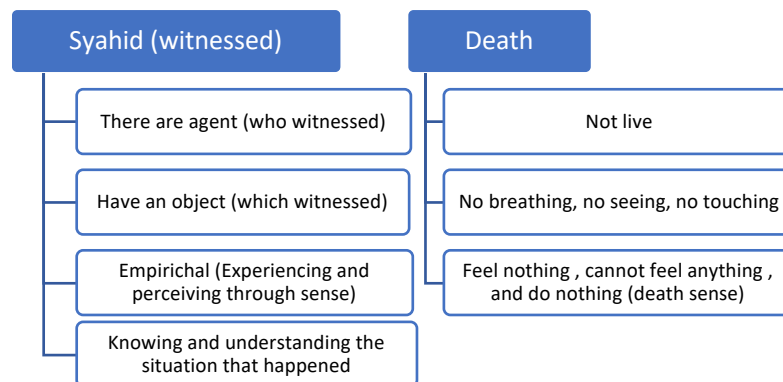 Syahid (witnessed)
There are agent (who witnessed)
Have an object (which witnessed)
Empirichal (Experiencing and
perceiving through sense)
Knowing and understanding the
situation that happened
Death
Not live
No breathing, no seeing, no touching
Feel nothing , cannot feel anything ,
and do nothing (death sense)